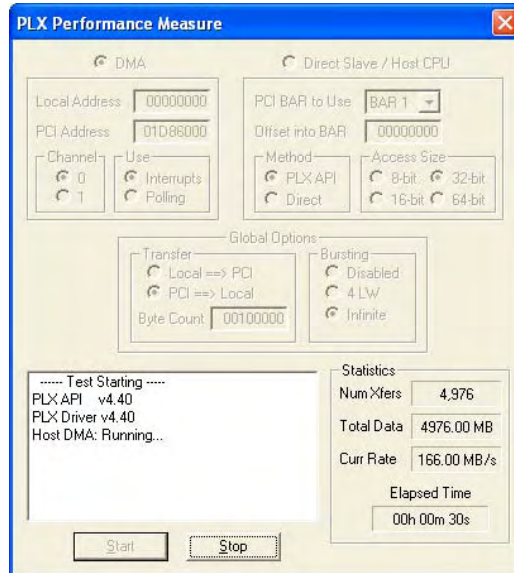 PLX Performance Measure
DMA
Direct Slave / Host CPU
Local Address 00000000
PCI Address 01D86000
Channel
0
1
Use
Interrupts
Polling
PCI BAR to Use BAR 1
Offset into BAR 00000000
Method
PLX API
Direct
Access Size
8-bit 32-bit
16-bit 64-bit
Global Options
Transfer
Local ==> PCI
PCI ==> Local
Byte Count 00100000
Bursting
Disabled
4 LW
Infinite
------ Test Starting -----
PLX API v4.40
PLX Driver v4.40
Host DMA: Running...
Statistics
Num Xfers 4,976
Total Data 4976.00 MB
Curr Rate 166.00 MB/s
Elapsed Time
00h 00m 30s
Start
Stop